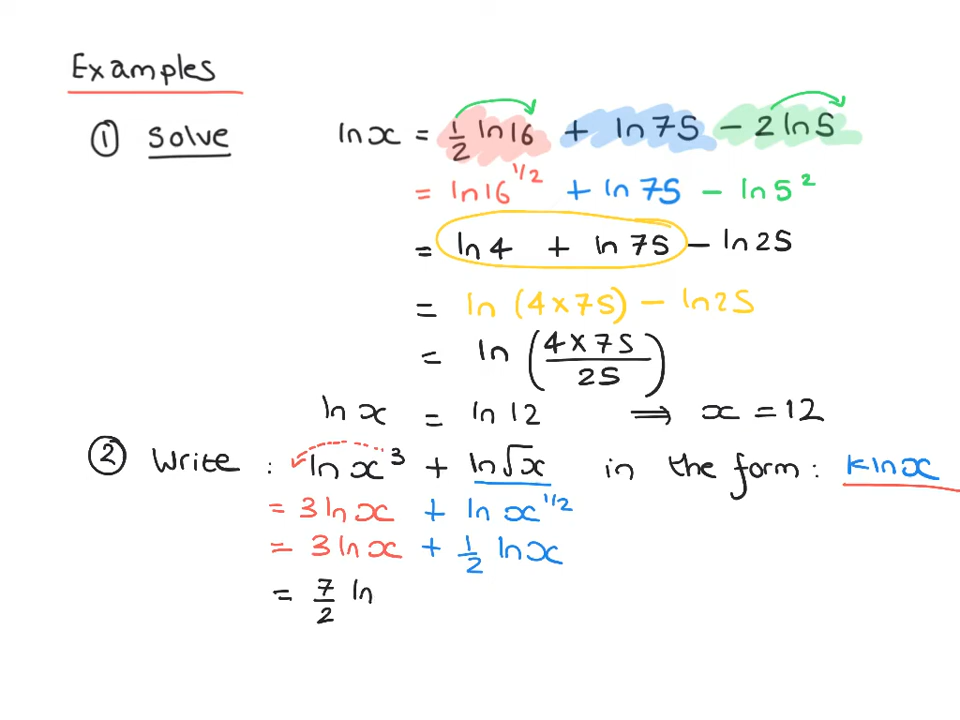 Examples
① Solve ln x = 1/2 ln 16 + ln 75 − 2 ln 5
= ln 16^1/2 + ln 75 − ln 5²
= ln 4 + ln 75 − ln 25
= ln (4 × 75) − ln 25
= ln (4 × 75 / 25)
ln x = ln 12 ⟹ x = 12
② Write : ln x³ + ln √x in the form : k ln x
= 3 ln x + ln x^1/2
= 3 ln x + 1/2 ln x
= 7/2 ln